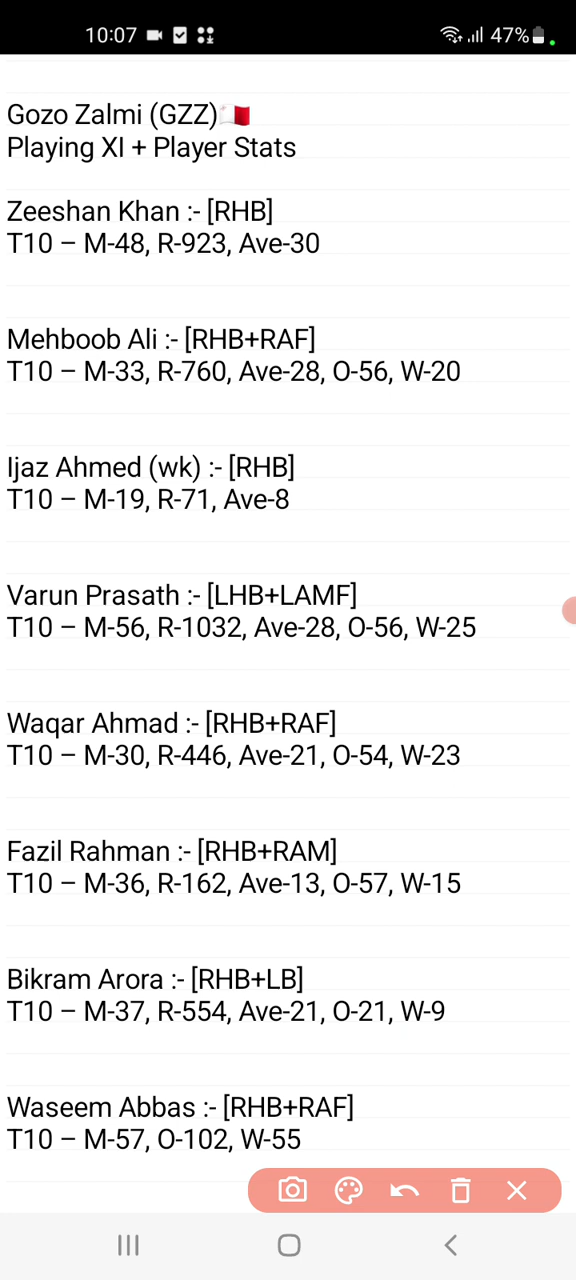 10:07
47%
Gozo Zalmi (GZZ)🇲🇹
Playing XI + Player Stats
Zeeshan Khan :- [RHB]
T10 – M-48, R-923, Ave-30
Mehboob Ali :- [RHB+RAF]
T10 – M-33, R-760, Ave-28, O-56, W-20
Ijaz Ahmed (wk) :- [RHB]
T10 – M-19, R-71, Ave-8
Varun Prasath :- [LHB+LAMF]
T10 – M-56, R-1032, Ave-28, O-56, W-25
Waqar Ahmad :- [RHB+RAF]
T10 – M-30, R-446, Ave-21, O-54, W-23
Fazil Rahman :- [RHB+RAM]
T10 – M-36, R-162, Ave-13, O-57, W-15
Bikram Arora :- [RHB+LB]
T10 – M-37, R-554, Ave-21, O-21, W-9
Waseem Abbas :- [RHB+RAF]
T10 – M-57, O-102, W-55